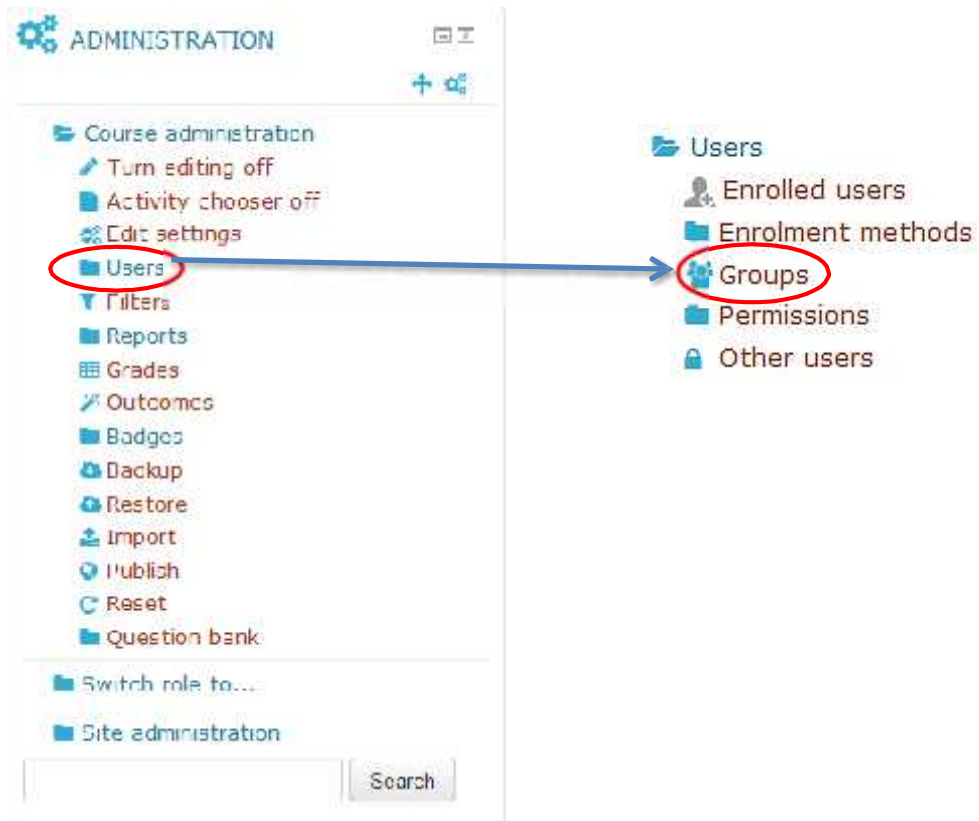 ADMINISTRATION
Course administration
Turn editing off
Activity chooser off
Edit settings
Users
Filters
Reports
Grades
Outcomes
Badges
Backup
Restore
Import
Publish
Reset
Question bank
Switch role to...
Site administration
Search
Users
Enrolled users
Enrolment methods
Groups
Permissions
Other users